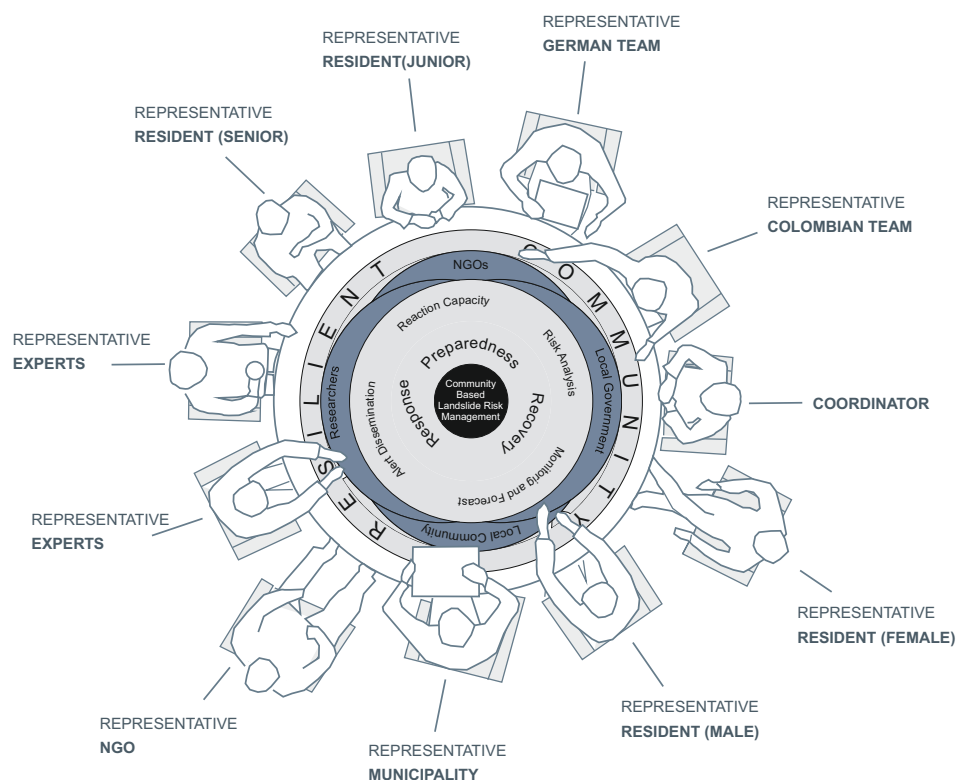 REPRESENTATIVE
GERMAN TEAM
REPRESENTATIVE
RESIDENT(JUNIOR)
REPRESENTATIVE
RESIDENT (SENIOR)
REPRESENTATIVE
COLOMBIAN TEAM
REPRESENTATIVE
EXPERTS
COORDINATOR
REPRESENTATIVE
EXPERTS
REPRESENTATIVE
RESIDENT (FEMALE)
REPRESENTATIVE
RESIDENT (MALE)
REPRESENTATIVE
NGO
REPRESENTATIVE
MUNICIPALITY
RESILIENT COMMUNITY
NGOs
Local Government
Local Community
Researchers
Reaction Capacity
Risk Analysis
Monitoring and Forecast
Alert Dissemination
Preparedness
Recovery
Response
Community
Based
Landslide Risk
Management